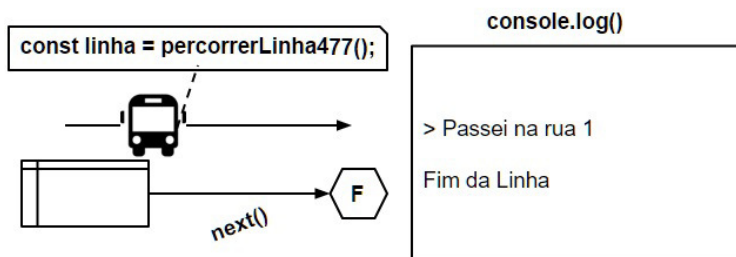 const linha = percorrerLinha477();
F
next()
console.log()
> Passei na rua 1
Fim da Linha